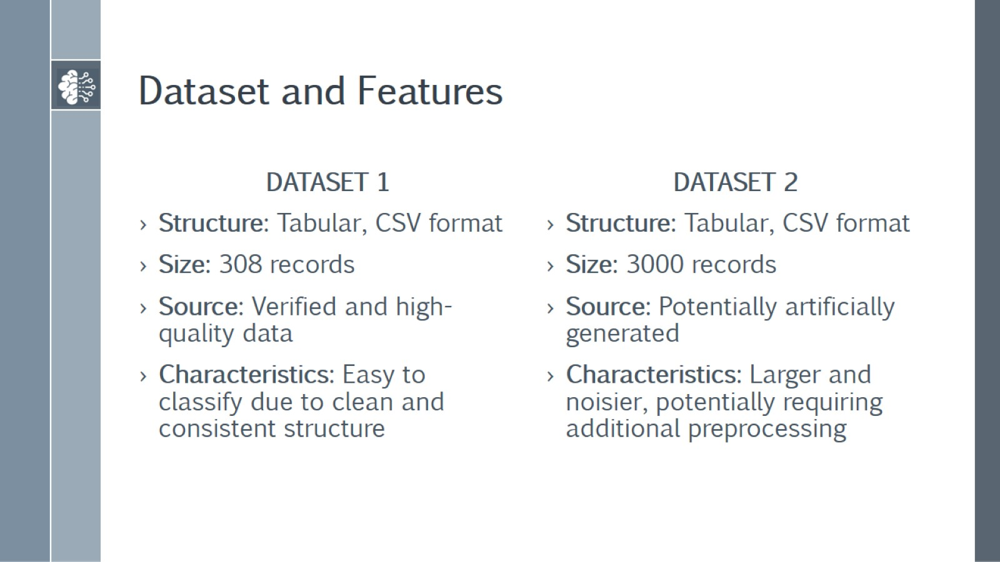 Dataset and Features
DATASET 1
› Structure: Tabular, CSV format
› Size: 308 records
› Source: Verified and high-
quality data
› Characteristics: Easy to
classify due to clean and
consistent structure
DATASET 2
› Structure: Tabular, CSV format
› Size: 3000 records
› Source: Potentially artificially
generated
› Characteristics: Larger and
noisier, potentially requiring
additional preprocessing